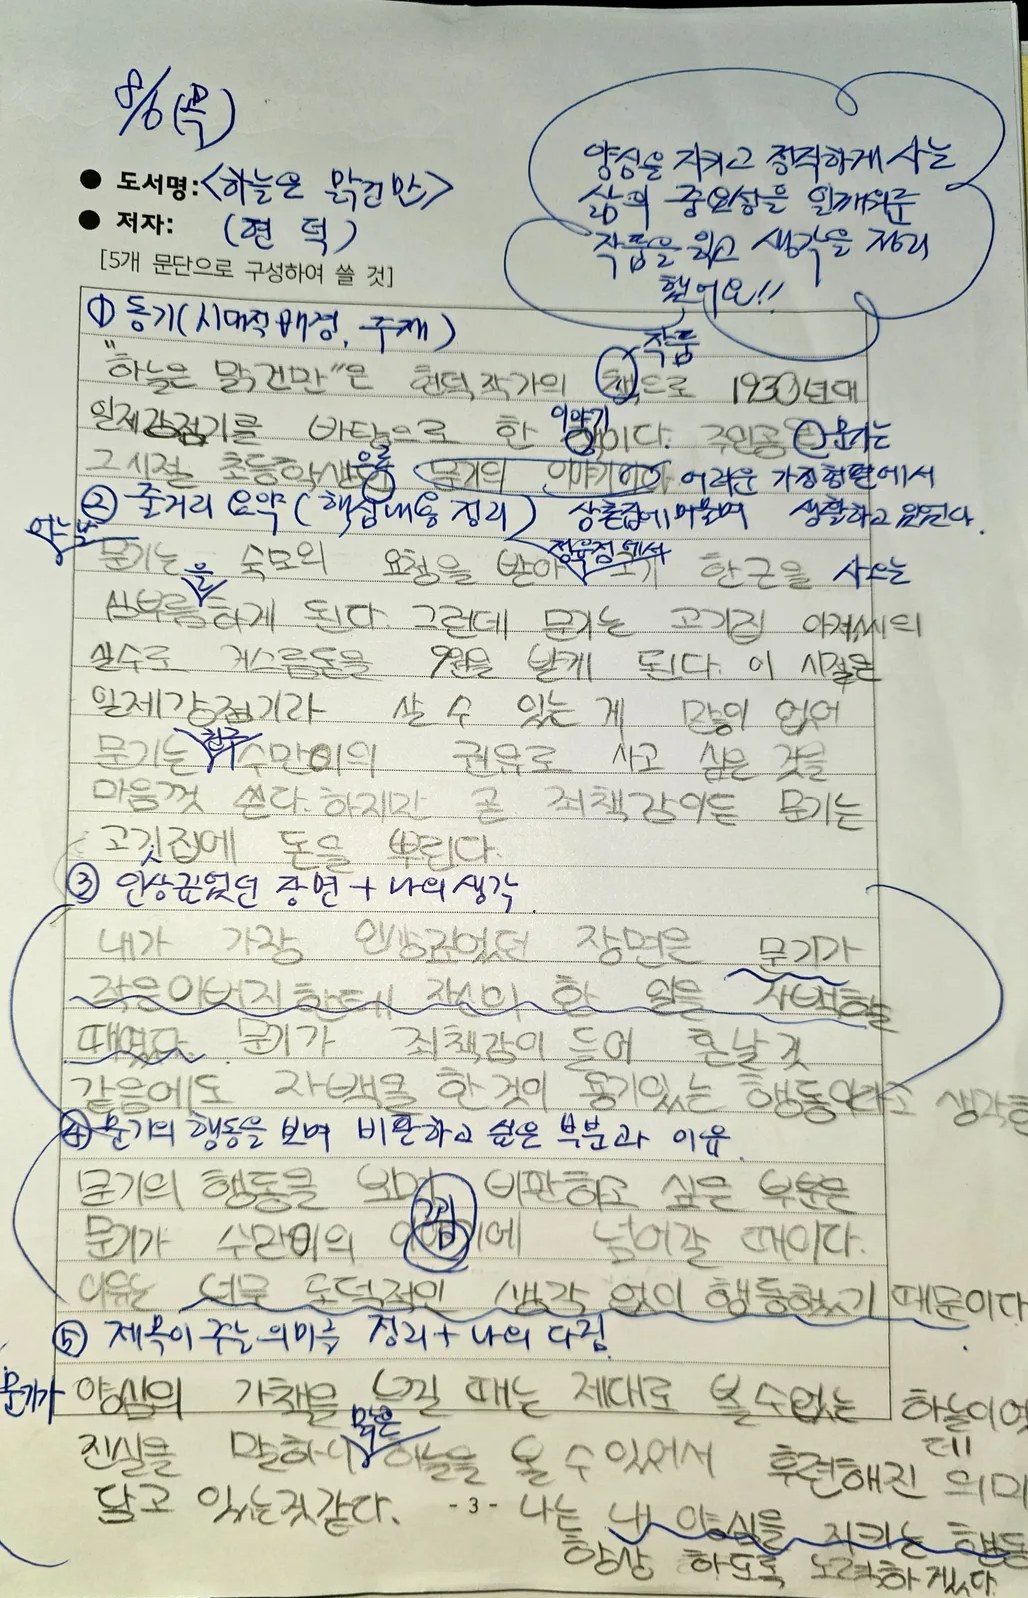 8/6(목)
양심을 지키고 정직하게 사는
삶의 중요성을 일깨워준
작품을 읽고 생각을 정리
했어요!!
● 도서명: <하늘은 맑건만>
● 저자: (현 덕)
[5개 문단으로 구성하여 쓸 것]
① 동기(시대적 배경, 주제)
작품
"하늘은 맑건만"은 현덕 작가의 책으로 1930년대
이야기
일제강점기를 바탕으로 한 이다. 주인공 문기는
그 시절 초등학생 문기의 이야기이다 어려운 가정형편에서
② 줄거리 요약(핵심내용 정리) 삼촌집에 머물며 생활하고 있다.
어느날
정육점에서
문기는 숙모의 요청을 받아 고기 한근을 사오는
을
심부름하게 된다. 그런데 문기는 고기집 아저씨의
실수로 거스름돈을 9원을 받게 된다. 이 시절은
일제강점기라 살 수 있는 게 많이 없어
친구
문기는 수만이의 권유로 사고 싶은 것을
마음껏 산다. 하지만 곧 죄책감이든 문기는
고깃집에 돈을 뿌린다.
③ 인상깊었던 장면 + 나의 생각
내가 가장 인상깊었던 장면은 문기가
작은아버지한테 자신의 한 일을 자백할
때였다. 문기가 죄책감이 들어 혼날 것
같음에도 자백을 한 것이 용기있는 행동이라고 생각한
④ 문기의 행동을 보며 비판하고 싶은 부분과 이유.
문기의 행동을 보며 비판하고 싶은 부분은
문기가 수만이의 에 넘어갈 때이다.
이유는 너무 도덕적인 생각 없이 행동했기 때문이다
⑤ 제목이 주는 의미를 정리 + 나의 다짐.
문기가 양심의 가책을 느낄 때는 제대로 볼 수없는 하늘이었
맑은
데
진실을 말하니 하늘을 올 수 있어서 후련해진 의미
담고 있는것 같다. - 3 - 나는 내 양심을 지키는 행동
항상 하도록 노력하겠다.